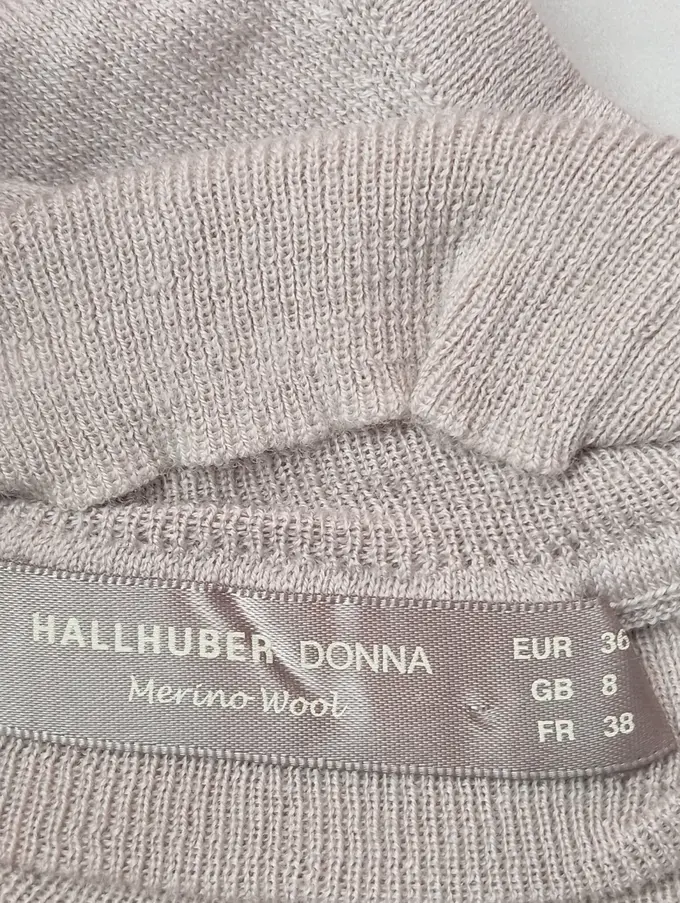 HALLHUBER DONNA
Merino Wool
EUR 36
GB 8
FR 38